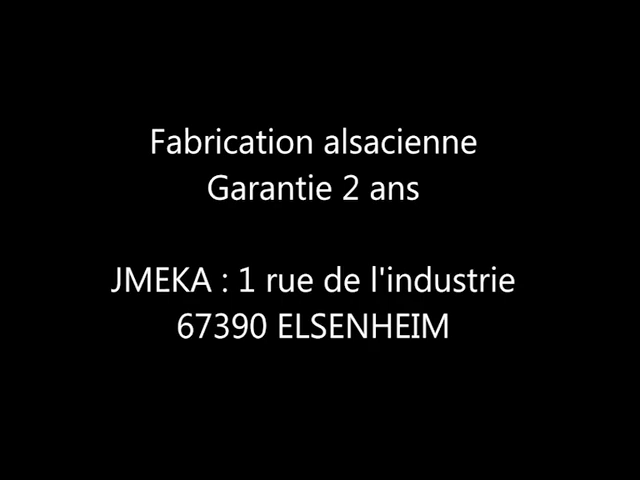 Fabrication alsacienne
Garantie 2 ans
JMEKA : 1 rue de l'industrie
67390 ELSENHEIM